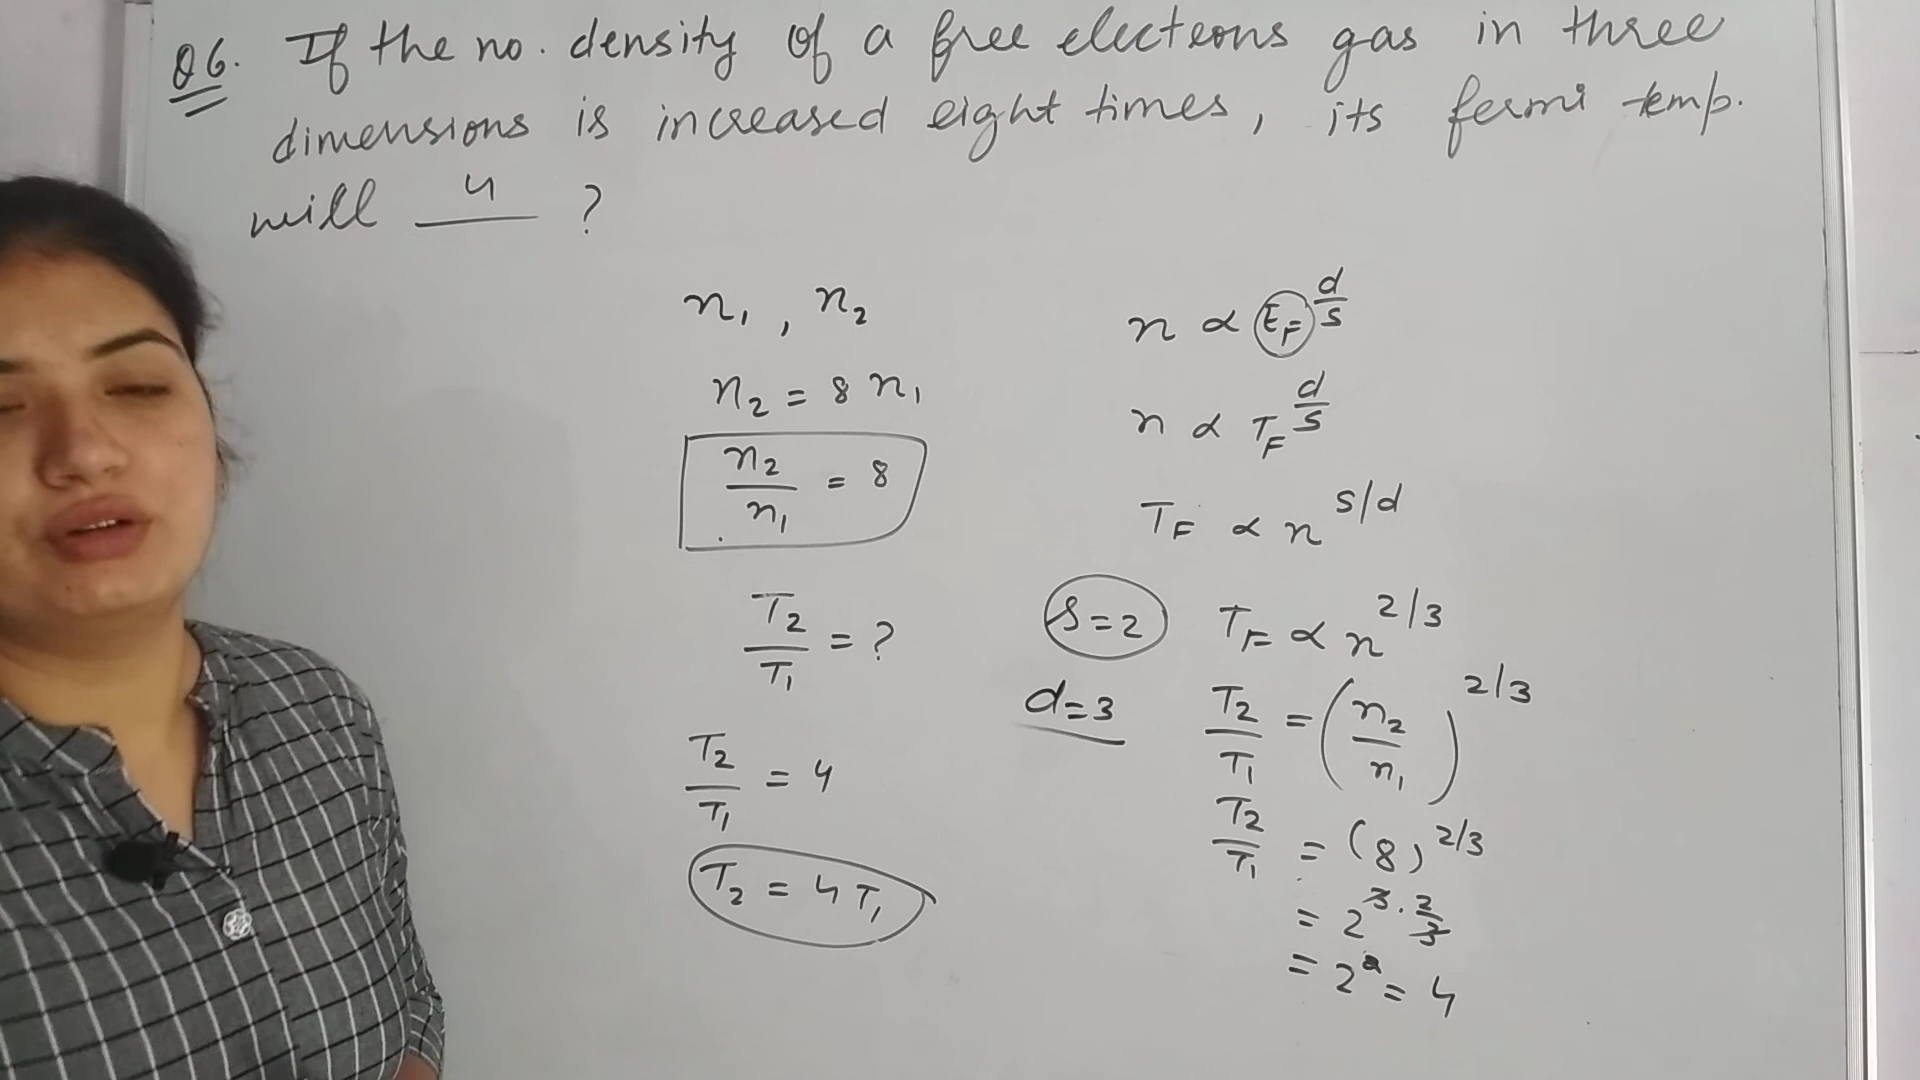 Q6. If the no. density of a free electrons gas in three
dimensions is increased eight times, its fermi temp.
will 4 ?
n₁, n₂
n₂ = 8 n₁
n₂/n₁ = 8
T₂/T₁ = ?
T₂/T₁ = 4
T₂ = 4T₁
n ∝ E_F^(d/s)
n ∝ T_F^(d/s)
T_F ∝ n^(s/d)
s=2
d=3
T_F ∝ n^(2/3)
T₂/T₁ = (n₂/n₁)^(2/3)
T₂/T₁ = (8)^(2/3)
= 2^(3·2/3)
= 2² = 4